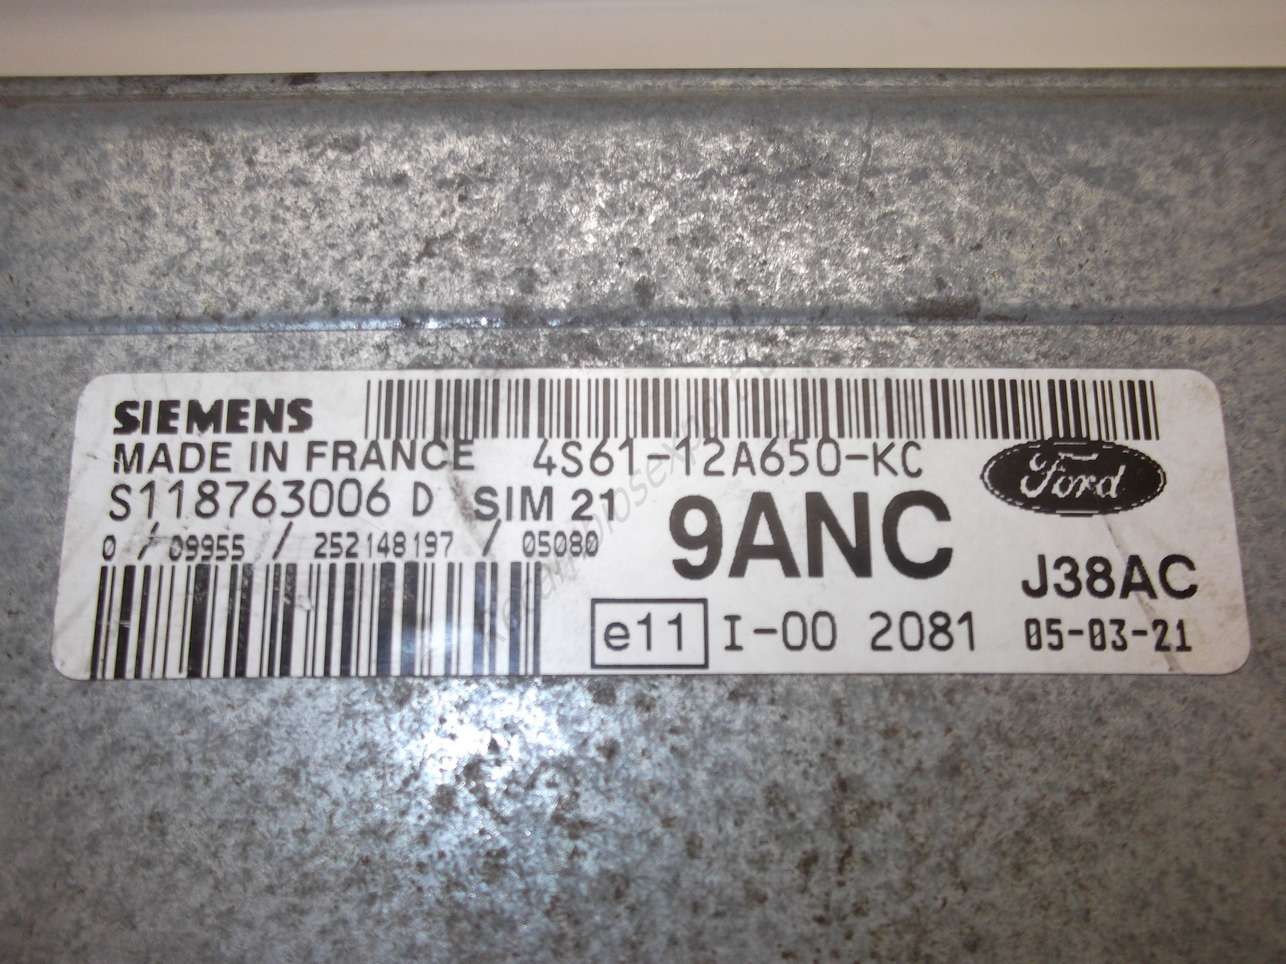 SIEMENS
MADE IN FRANCE 4S61-12A650-KC
Ford
S118763006 D SIM 21
9ANC
0 / 09955 / 252148197 / 05080
J38AC
e11 I-00 2081 05-03-21